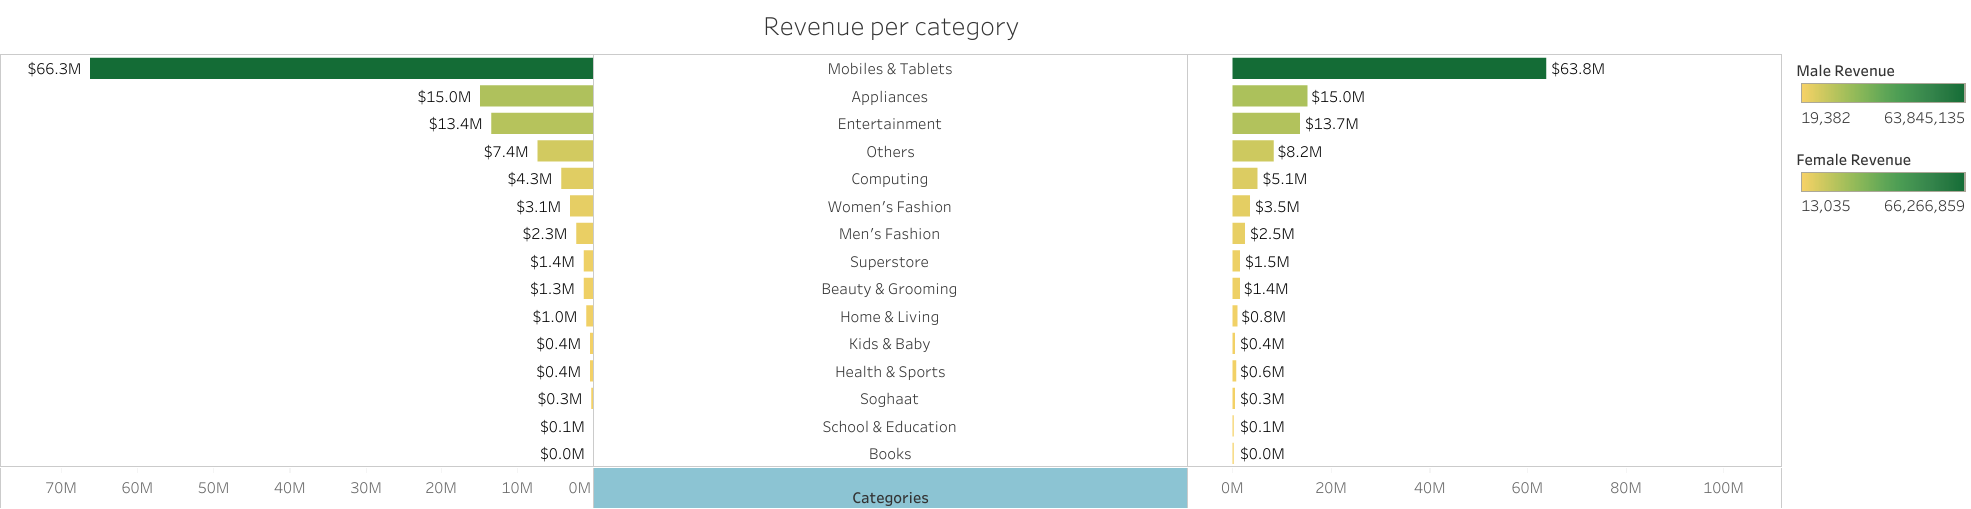 Revenue per category
$66.3M Mobiles & Tablets $63.8M
$15.0M Appliances $15.0M
$13.4M Entertainment $13.7M
$7.4M Others $8.2M
$4.3M Computing $5.1M
$3.1M Women's Fashion $3.5M
$2.3M Men's Fashion $2.5M
$1.4M Superstore $1.5M
$1.3M Beauty & Grooming $1.4M
$1.0M Home & Living $0.8M
$0.4M Kids & Baby $0.4M
$0.4M Health & Sports $0.6M
$0.3M Soghaat $0.3M
$0.1M School & Education $0.1M
$0.0M Books $0.0M
70M 60M 50M 40M 30M 20M 10M 0M
Categories
0M 20M 40M 60M 80M 100M
Male Revenue
19,382 63,845,135
Female Revenue
13,035 66,266,859